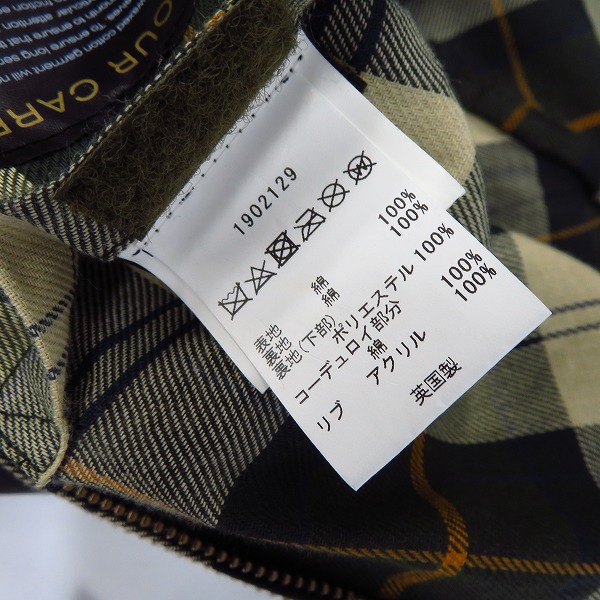 OUR CARE
1902129
表地 綿 100%
裏地 綿 100%
裏地(下部) ポリエステル 100%
コーデュロイ部分
綿 100%
リブ アクリル 100%
英国製